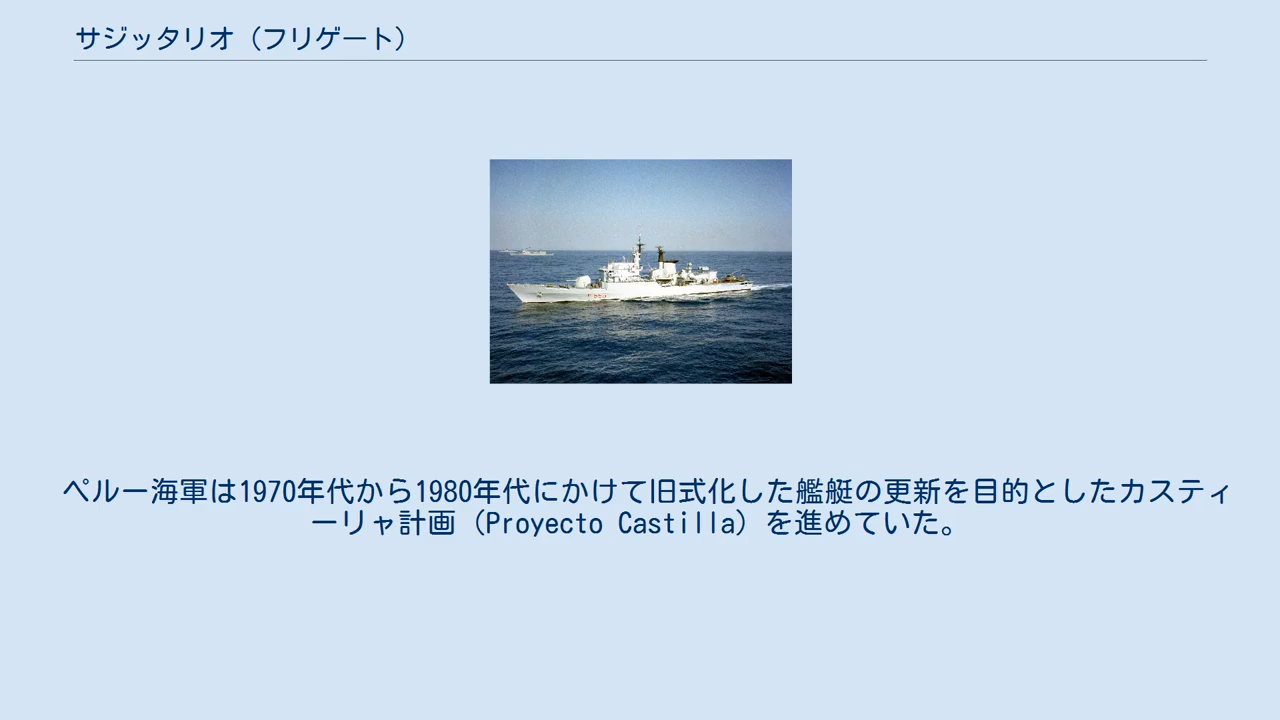 サジッタリオ（フリゲート）
ペルー海軍は1970年代から1980年代にかけて旧式化した艦艇の更新を目的としたカスティ
ーリャ計画（Proyecto Castilla）を進めていた。